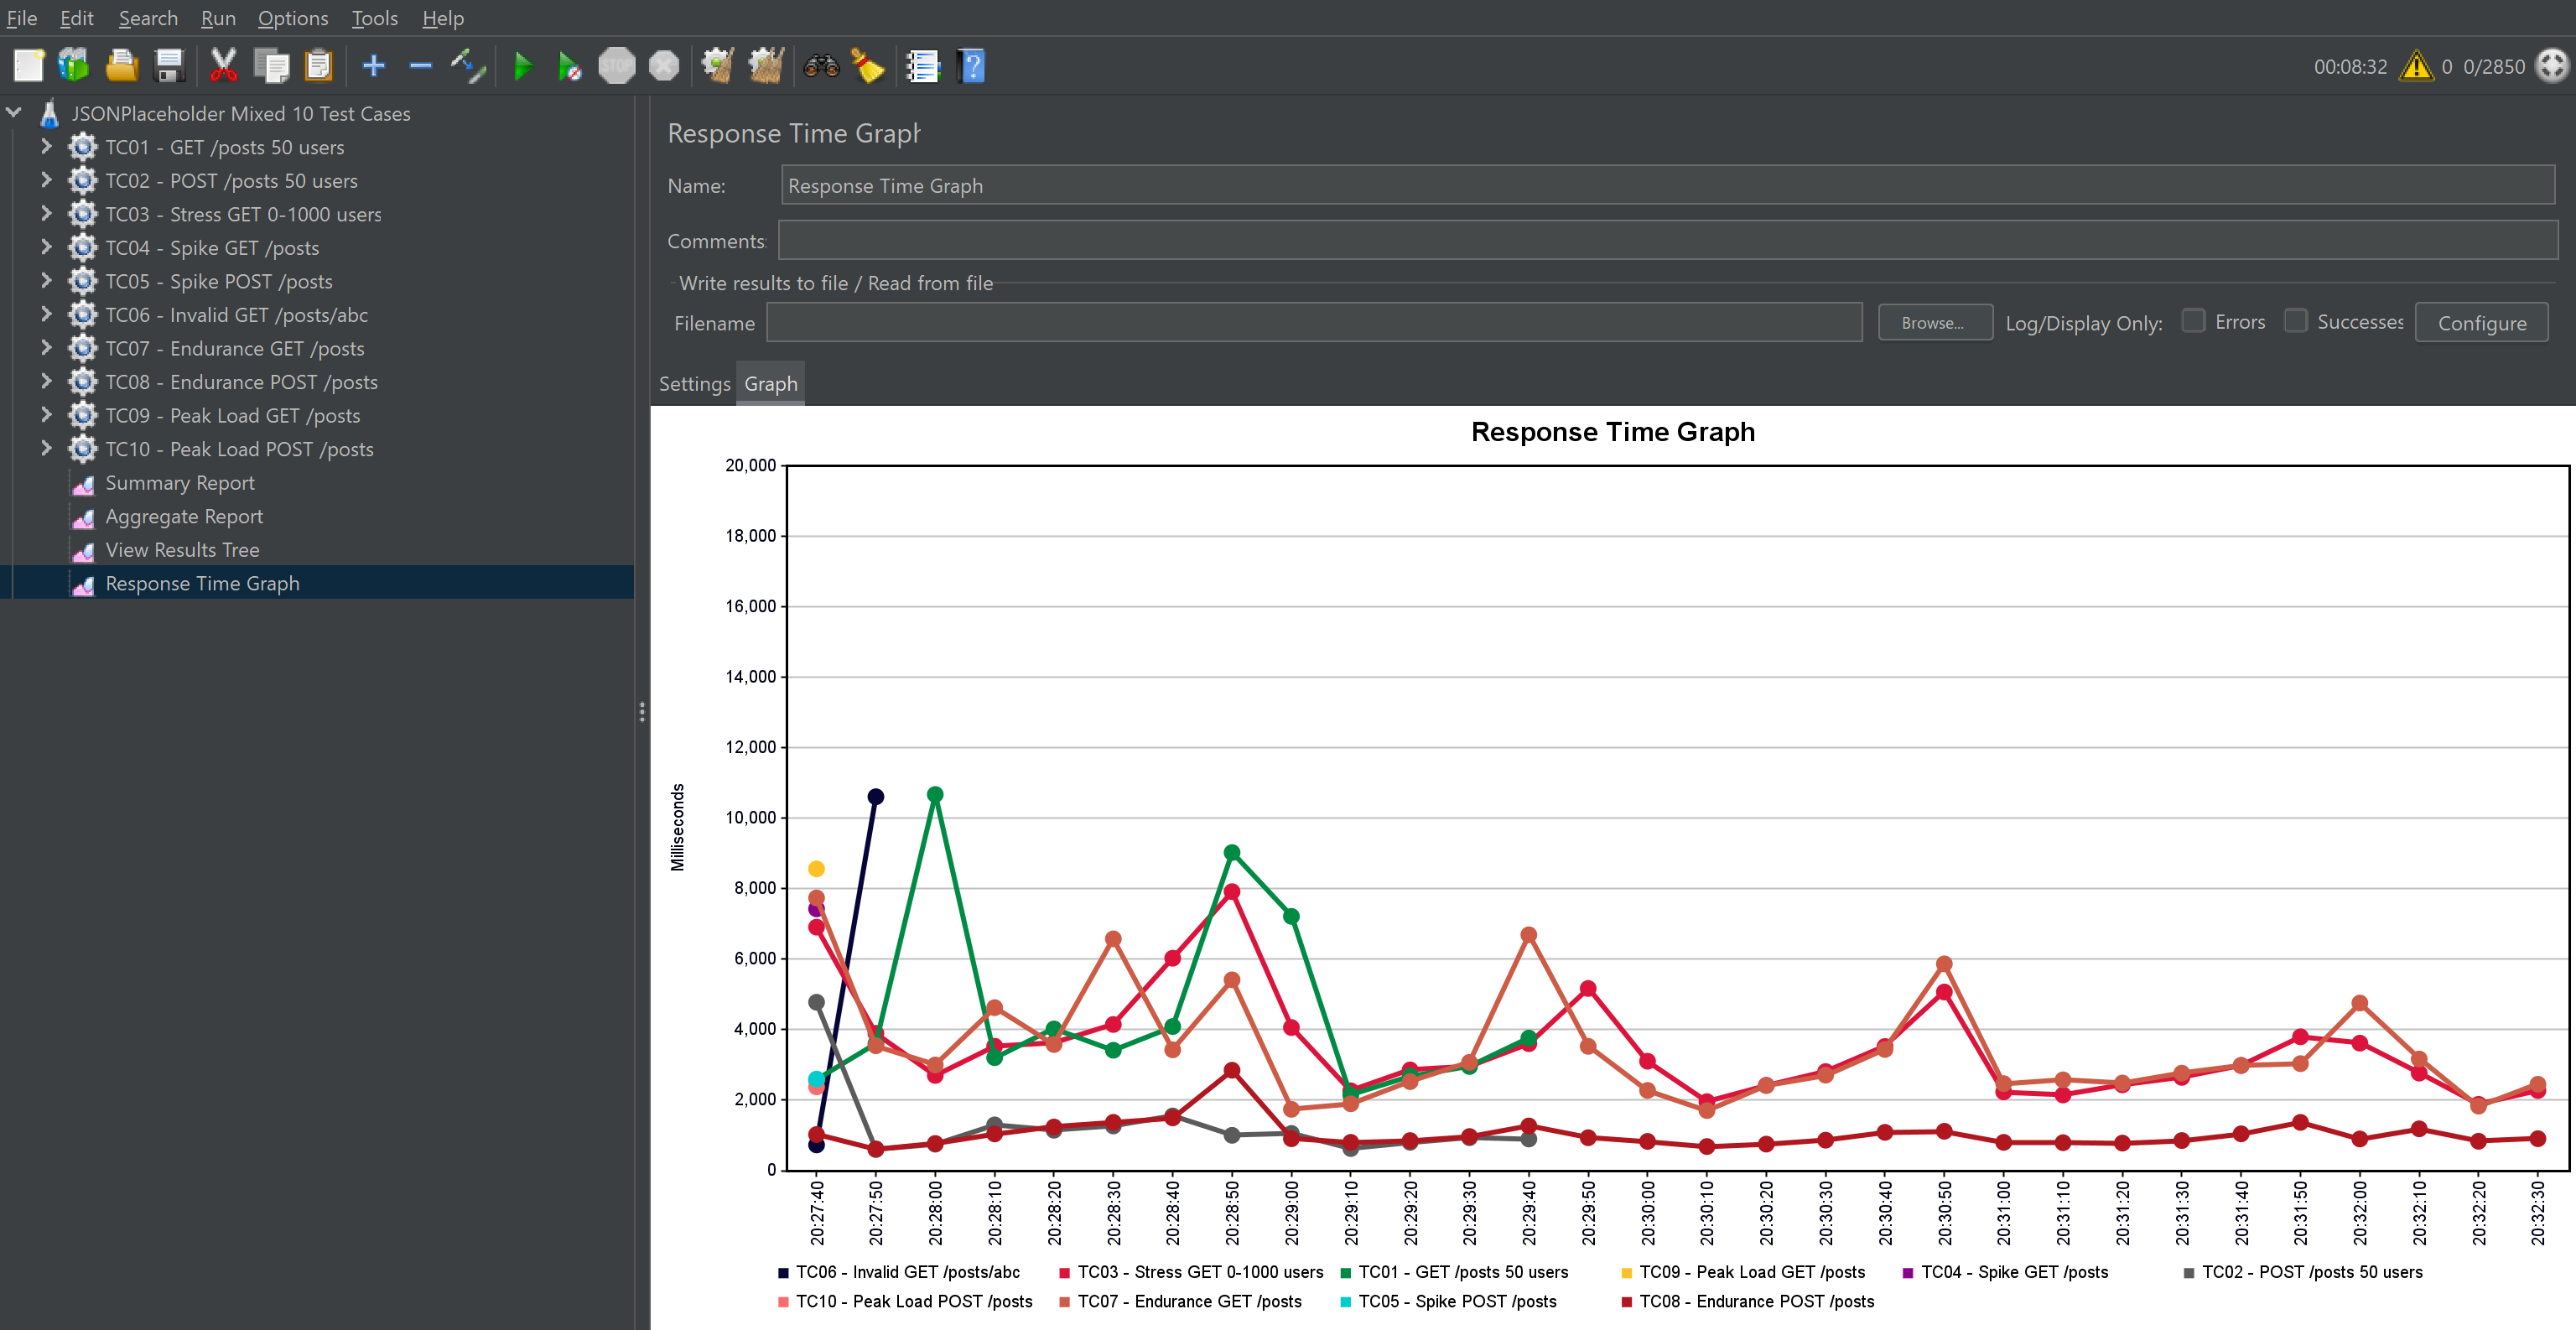 File Edit Search Run Options Tools Help
STOP
00:08:32 0 0/2850
JSONPlaceholder Mixed 10 Test Cases
TC01 - GET /posts 50 users
TC02 - POST /posts 50 users
TC03 - Stress GET 0-1000 users
TC04 - Spike GET /posts
TC05 - Spike POST /posts
TC06 - Invalid GET /posts/abc
TC07 - Endurance GET /posts
TC08 - Endurance POST /posts
TC09 - Peak Load GET /posts
TC10 - Peak Load POST /posts
Summary Report
Aggregate Report
View Results Tree
Response Time Graph
Response Time Graph
Name: Response Time Graph
Comments:
Write results to file / Read from file
Filename Browse... Log/Display Only: Errors Successes Configure
Settings Graph
Response Time Graph
Milliseconds
20,000
18,000
16,000
14,000
12,000
10,000
8,000
6,000
4,000
2,000
0
20:27:40 20:27:50 20:28:00 20:28:10 20:28:20 20:28:30 20:28:40 20:28:50 20:29:00 20:29:10 20:29:20 20:29:30 20:29:40 20:29:50 20:30:00 20:30:10 20:30:20 20:30:30 20:30:40 20:30:50 20:31:00 20:31:10 20:31:20 20:31:30 20:31:40 20:31:50 20:32:00 20:32:10 20:32:20 20:32:30
TC06 - Invalid GET /posts/abc TC03 - Stress GET 0-1000 users TC01 - GET /posts 50 users TC09 - Peak Load GET /posts TC04 - Spike GET /posts TC02 - POST /posts 50 users
TC10 - Peak Load POST /posts TC07 - Endurance GET /posts TC05 - Spike POST /posts TC08 - Endurance POST /posts